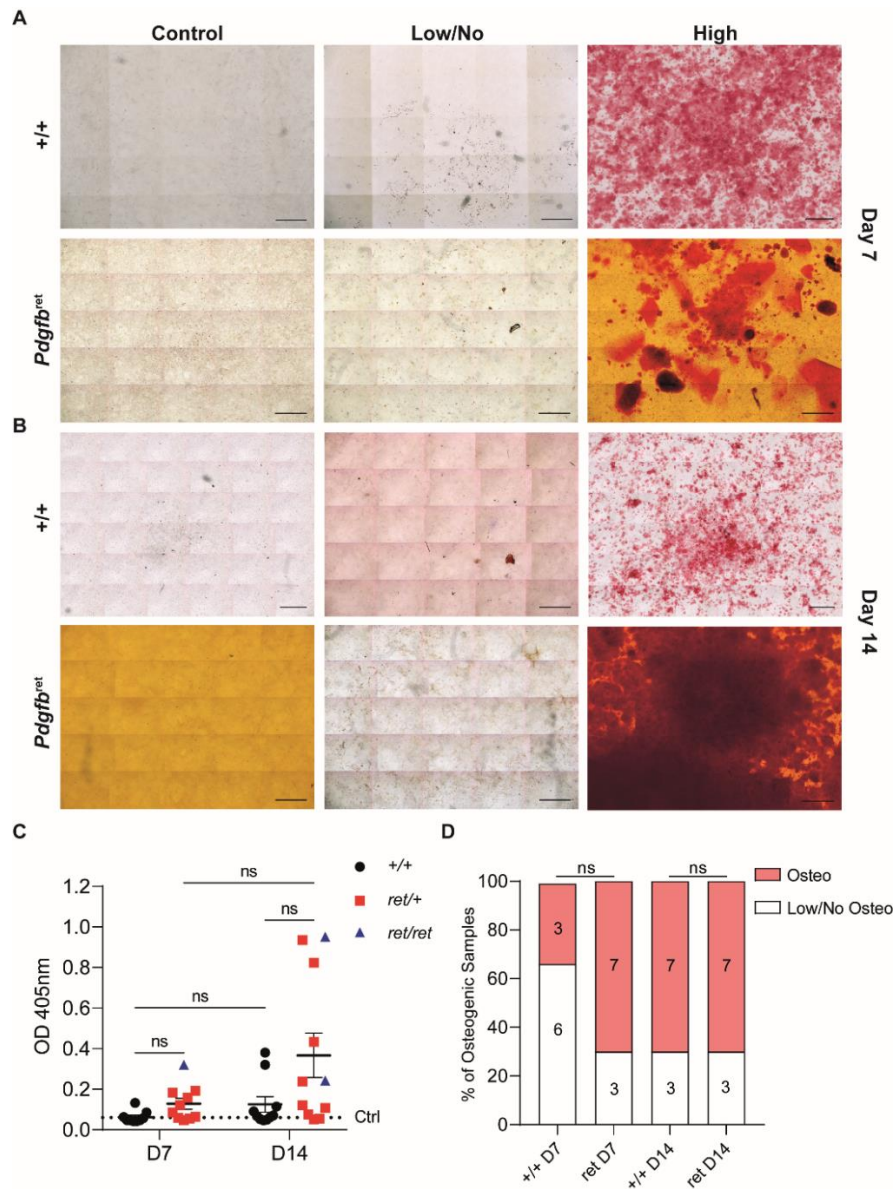 A
Control Low/No High
+/+
Day 7
Pdgfbret
B
+/+
Day 14
Pdgfbret
C
D
+/+
ret/+
ret/ret
OD 405nm
1.2
1.0
0.8
0.6
0.4
0.2
0.0
ns
ns
ns
ns
Ctrl
D7 D14
% of Osteogenic Samples
100
80
60
40
20
0
ns ns
3 7 7 7
6 3 3 3
+/+ D7 ret D7 +/+ D14 ret D14
Osteo
Low/No Osteo